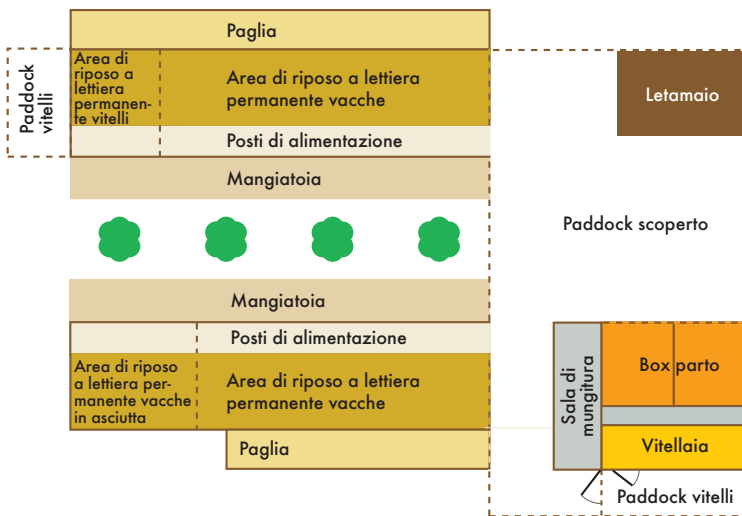 Paglia
Paddock
vitelli
Area di
riposo a
lettiera
permanen-
te vitelli
Area di riposo a lettiera
permanente vacche
Letamaio
Posti di alimentazione
Mangiatoia
Paddock scoperto
Mangiatoia
Posti di alimentazione
Area di riposo
a lettiera per-
manente vacche
in asciutta
Area di riposo a lettiera
permanente vacche
Sala di
mungitura
Box parto
Paglia
Vitellaia
Paddock vitelli